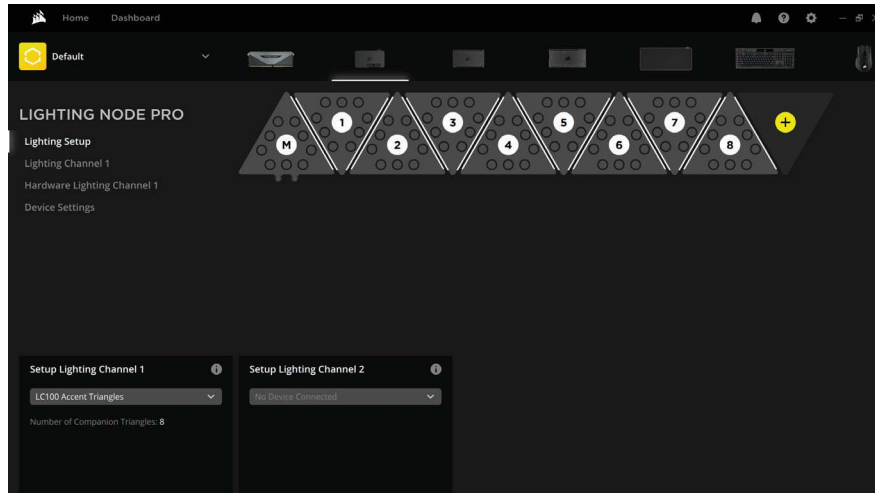 Home Dashboard
Default
LIGHTING NODE PRO
Lighting Setup
Lighting Channel 1
Hardware Lighting Channel 1
Device Settings
M 1 2 3 4 5 6 7 8 +
Setup Lighting Channel 1
LC100 Accent Triangles
Number of Companion Triangles: 8
Setup Lighting Channel 2
No Device Connected